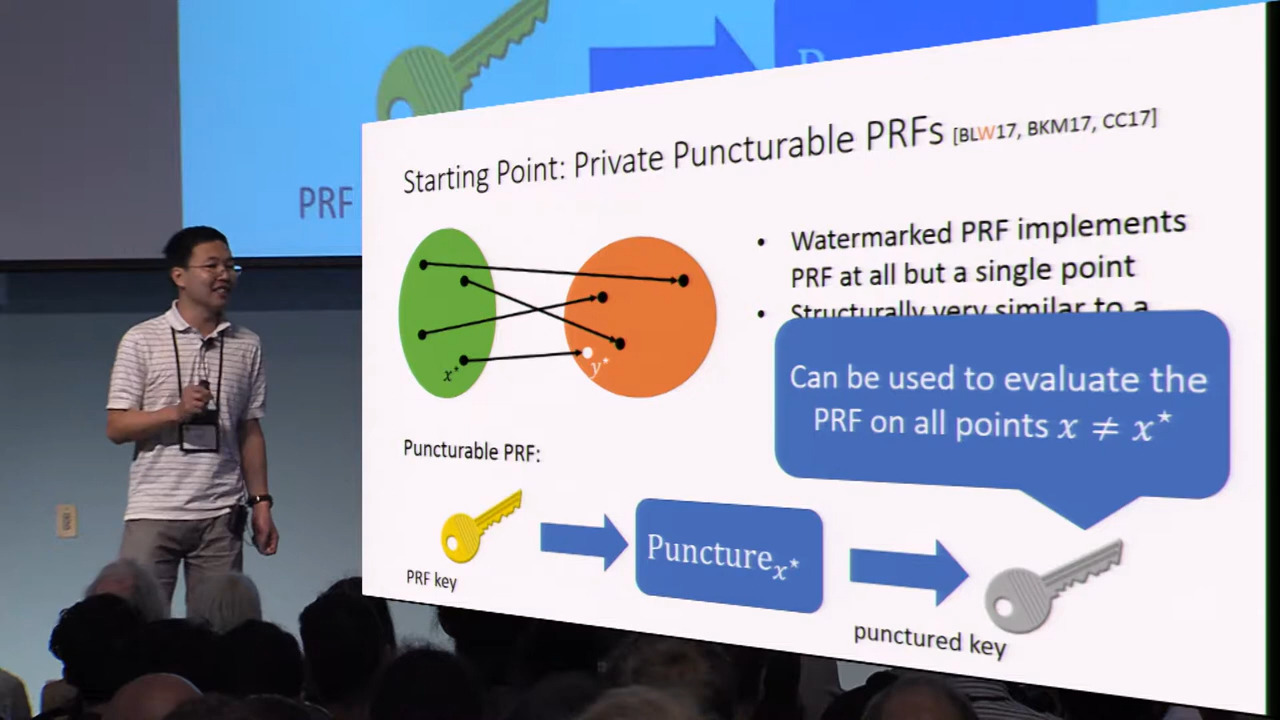 PRF
Starting Point: Private Puncturable PRFs [BLW17, BKM17, CC17]
• Watermarked PRF implements
PRF at all but a single point
• Structurally very similar to a
x*
y*
Can be used to evaluate the
PRF on all points x ≠ x*
Puncturable PRF:
Puncture x*
PRF key
punctured key